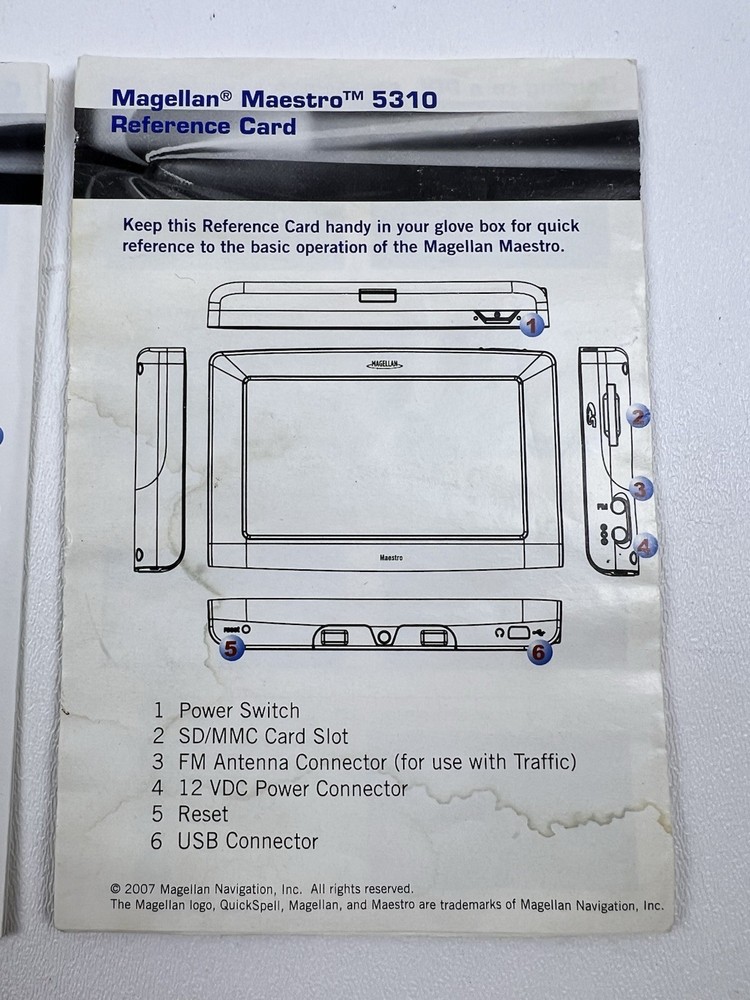 Magellan® Maestro™ 5310
Reference Card
Keep this Reference Card handy in your glove box for quick
reference to the basic operation of the Magellan Maestro.
1
MAGELLAN
2
3
FM
4
Maestro
reset
5
6
1 Power Switch
2 SD/MMC Card Slot
3 FM Antenna Connector (for use with Traffic)
4 12 VDC Power Connector
5 Reset
6 USB Connector
© 2007 Magellan Navigation, Inc. All rights reserved.
The Magellan logo, QuickSpell, Magellan, and Maestro are trademarks of Magellan Navigation, Inc.